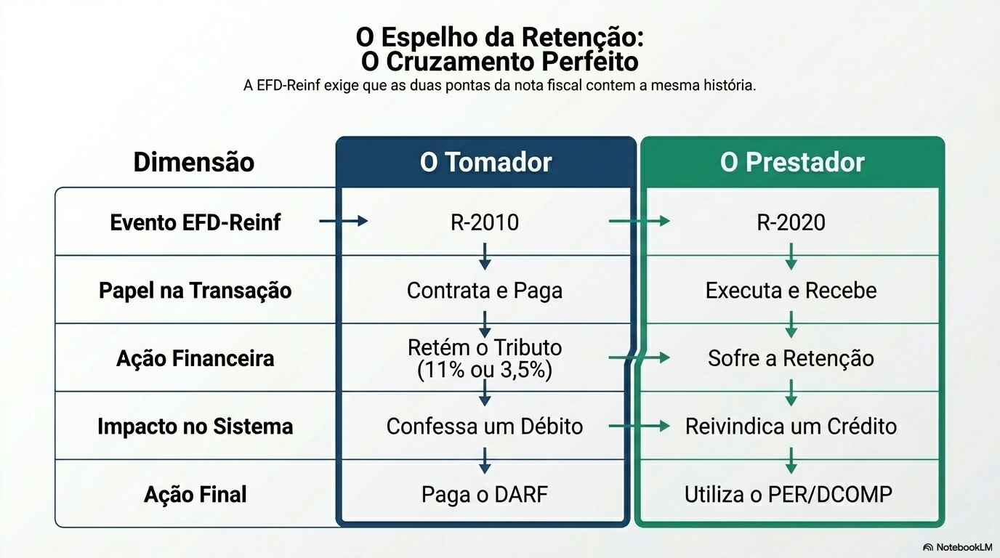 O Espelho da Retenção:
O Cruzamento Perfeito
A EFD-Reinf exige que as duas pontas da nota fiscal contem a mesma história.
Dimensão
O Tomador
O Prestador
Evento EFD-Reinf
R-2010
R-2020
Papel na Transação
Contrata e Paga
Executa e Recebe
Ação Financeira
Retém o Tributo
(11% ou 3,5%)
Sofre a Retenção
Impacto no Sistema
Confessa um Débito
Reivindica um Crédito
Ação Final
Paga o DARF
Utiliza o PER/DCOMP
NotebookLM